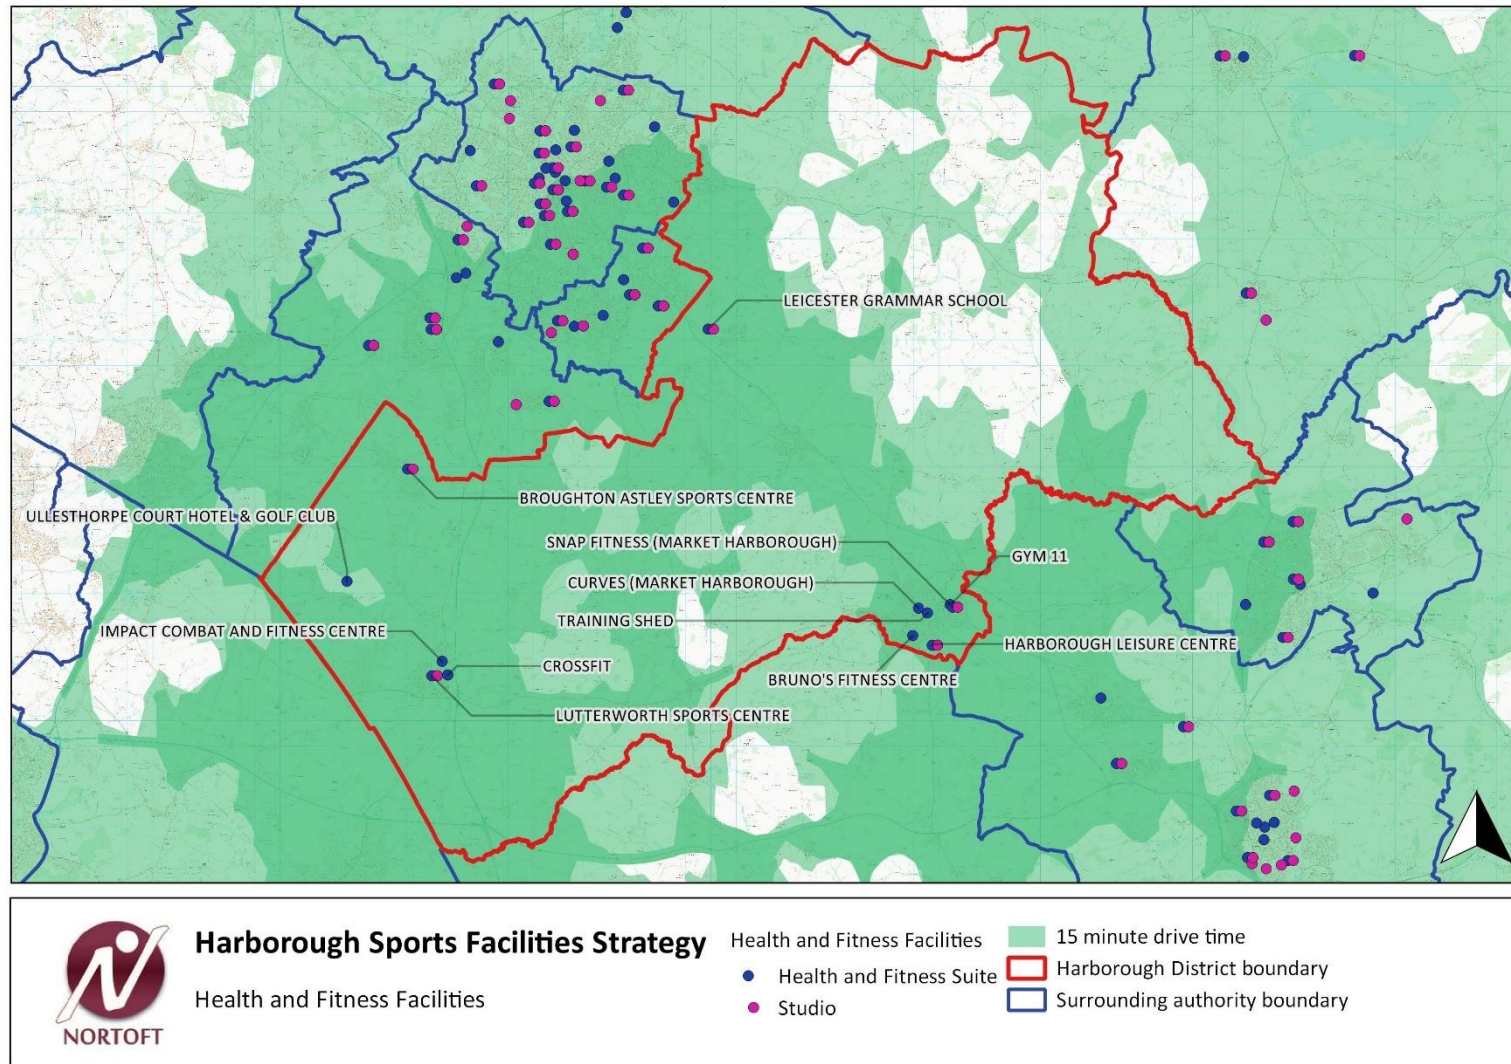 LEICESTER GRAMMAR SCHOOL
BROUGHTON ASTLEY SPORTS CENTRE
ULLESTHORPE COURT HOTEL & GOLF CLUB
SNAP FITNESS (MARKET HARBOROUGH)
GYM 11
CURVES (MARKET HARBOROUGH)
TRAINING SHED
IMPACT COMBAT AND FITNESS CENTRE
HARBOROUGH LEISURE CENTRE
CROSSFIT
BRUNO'S FITNESS CENTRE
LUTTERWORTH SPORTS CENTRE
NORTOFT
Harborough Sports Facilities Strategy
Health and Fitness Facilities
Health and Fitness Facilities
Health and Fitness Suite
Studio
15 minute drive time
Harborough District boundary
Surrounding authority boundary